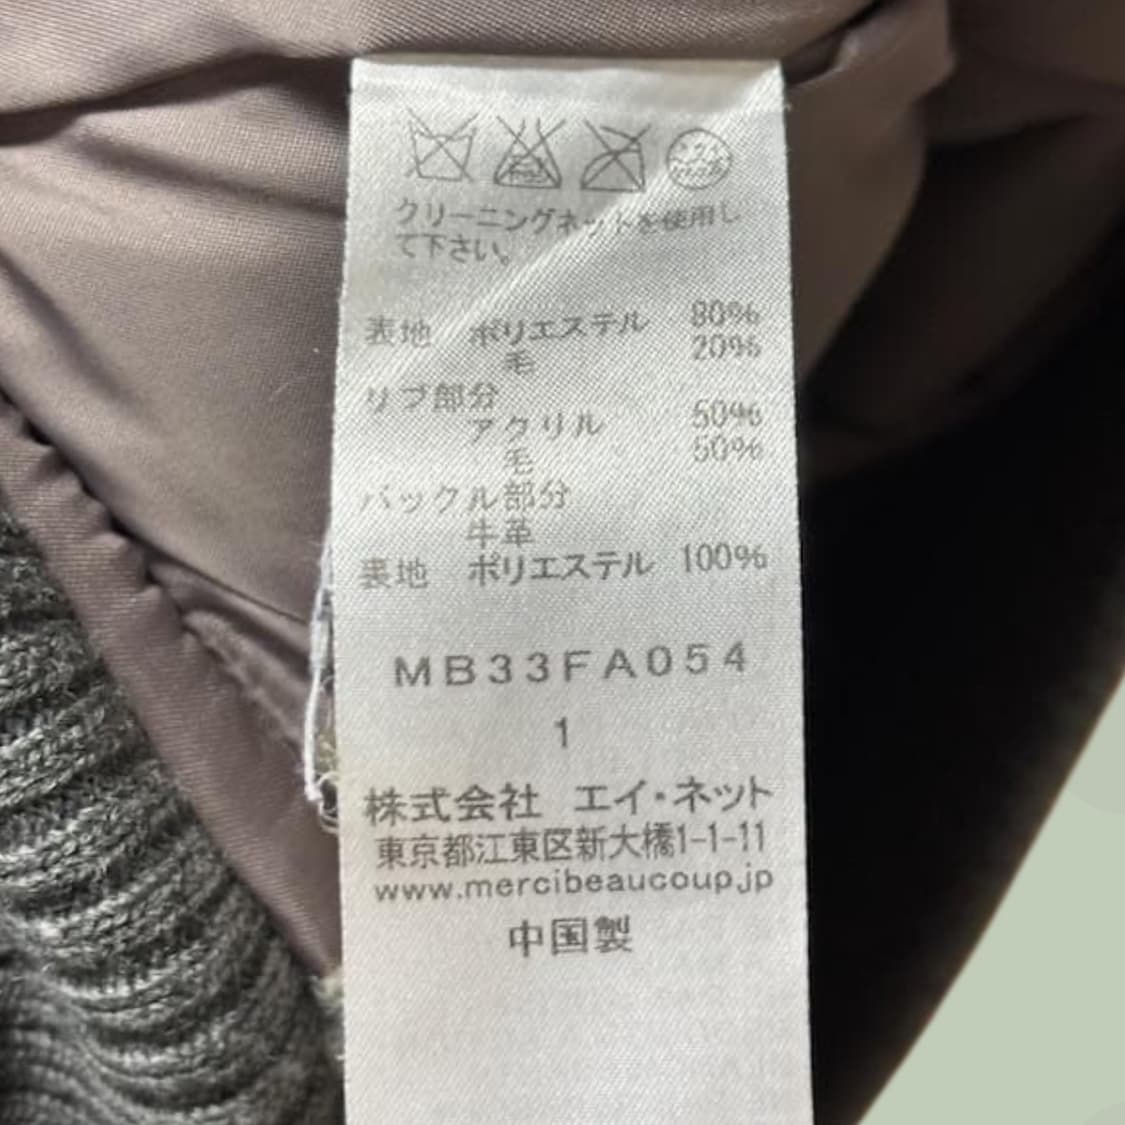 クリーニングネットを使用し
て下さい。
表地 ポリエステル 80%
毛 20%
リブ部分
アクリル 50%
毛 50%
バックル部分
牛革
裏地 ポリエステル 100%
MB33FA054
1
株式会社 エイ・ネット
東京都江東区新大橋1-1-11
www.mercibeaucoup.jp
中国製